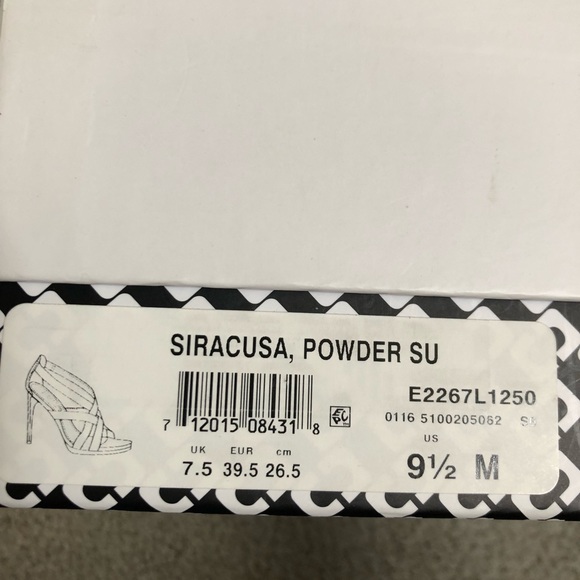 SIRACUSA, POWDER SU
E2267L1250
7 12015 08431 8
0116 5100205062
UK EUR cm
US
7.5 39.5 26.5
9½ M